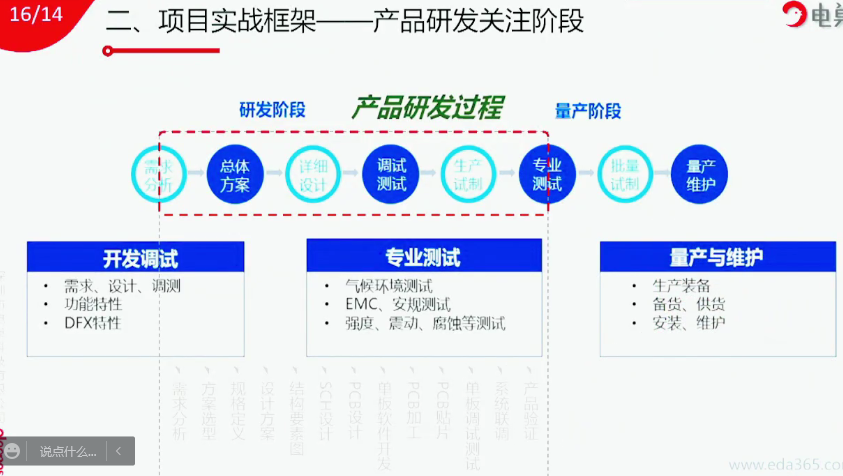 16/14
二、项目实战框架——产品研发关注阶段
电巢
研发阶段
产品研发过程
量产阶段
需求
分析
总体
方案
详细
设计
调试
测试
生产
试制
专业
测试
批量
试制
量产
维护
开发调试
• 需求、设计、调测
• 功能特性
• DFX特性
专业测试
• 气候环境测试
• EMC、安规测试
• 强度、震动、腐蚀等测试
量产与维护
• 生产装备
• 备货、供货
• 安装、维护
需求分析
方案选型
规格定义
设计方案
结构要素图
SCH设计
PCB设计
单板软件开发
PCB加工
PCB贴片
单板调试测试
系统联调
产品验证
说点什么...
www.eda365.com